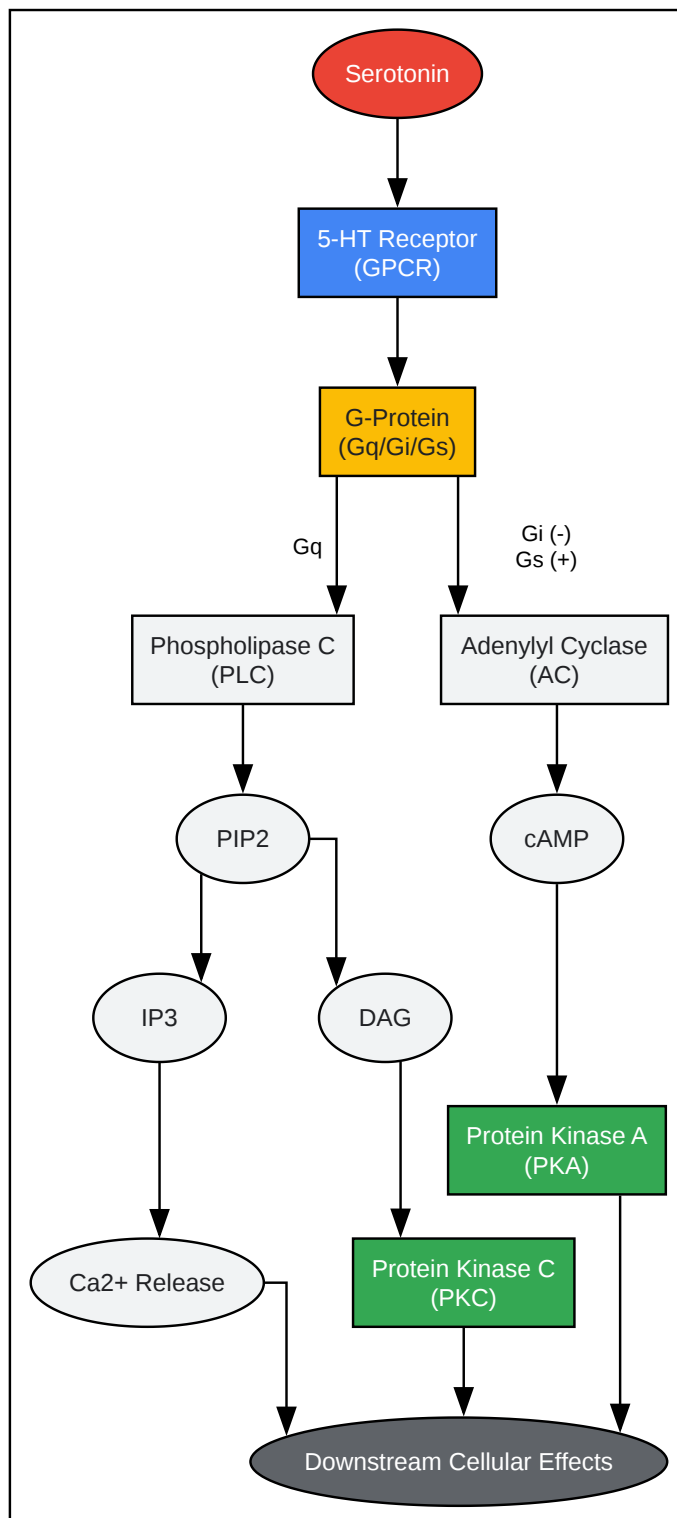 Serotonin
5-HT Receptor
(GPCR)
G-Protein
(Gq/Gi/Gs)
Gq
Gi (-)
Gs (+)
Phospholipase C
(PLC)
Adenylyl Cyclase
(AC)
PIP2
cAMP
IP3
DAG
Protein Kinase A
(PKA)
Ca2+ Release
Protein Kinase C
(PKC)
Downstream Cellular Effects